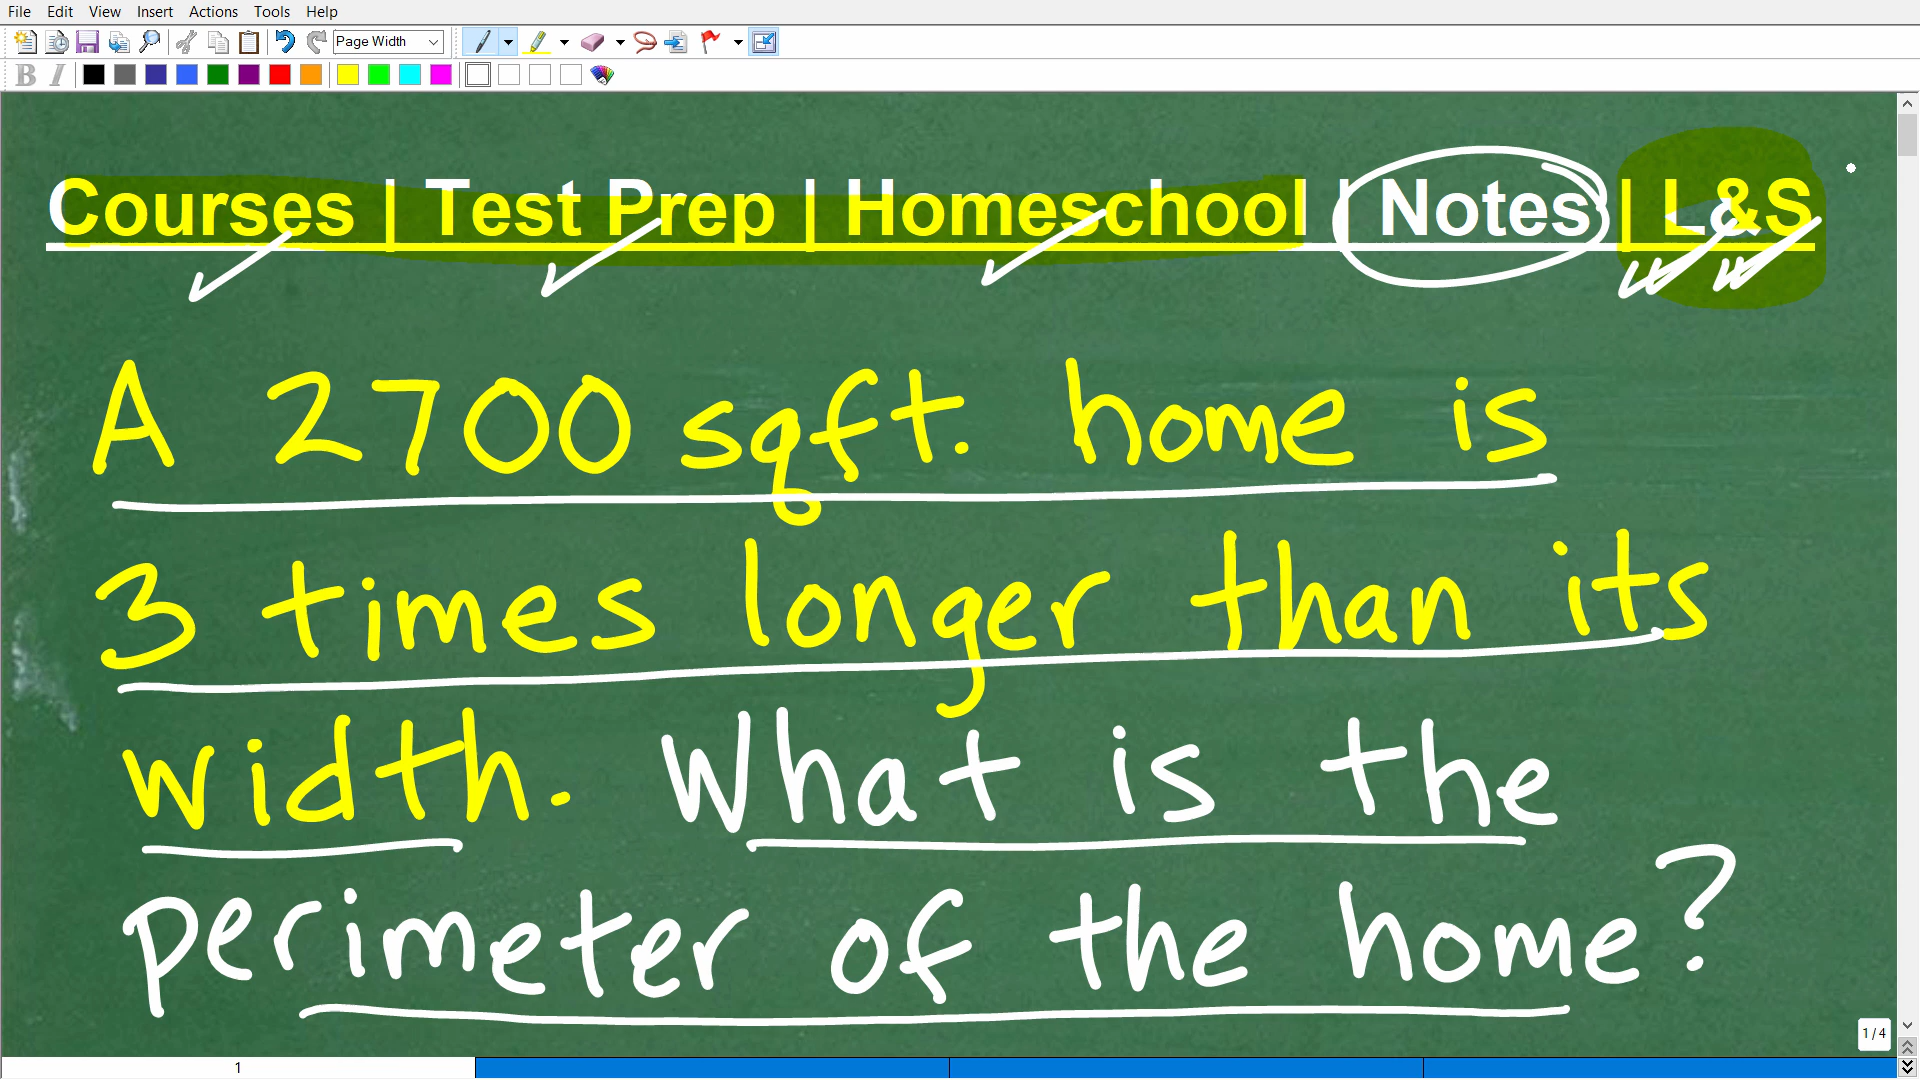 File Edit View Insert Actions Tools Help
Page Width
B I
Courses | Test Prep | Homeschool | Notes | L&S
A 2700 sqft. home is
3 times longer than its
width. What is the
perimeter of the home?
1 / 4
1